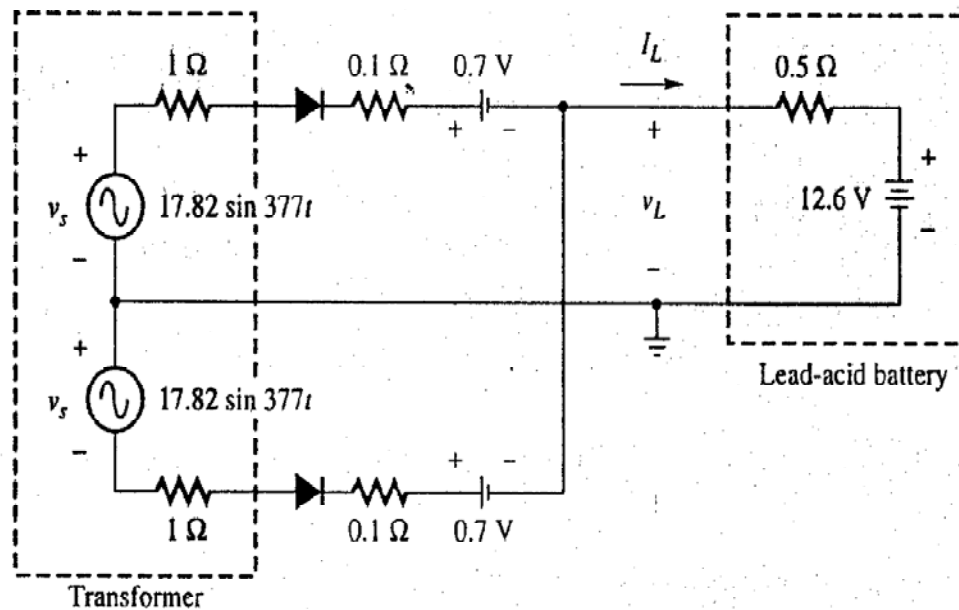 1 Ω
0.1 Ω
0.7 V
I_L
0.5 Ω
+ −
+
+
+
v_s
17.82 sin 377t
v_L
12.6 V
−
−
−
+
v_s
17.82 sin 377t
Lead-acid battery
−
+ −
1 Ω
0.1 Ω
0.7 V
Transformer